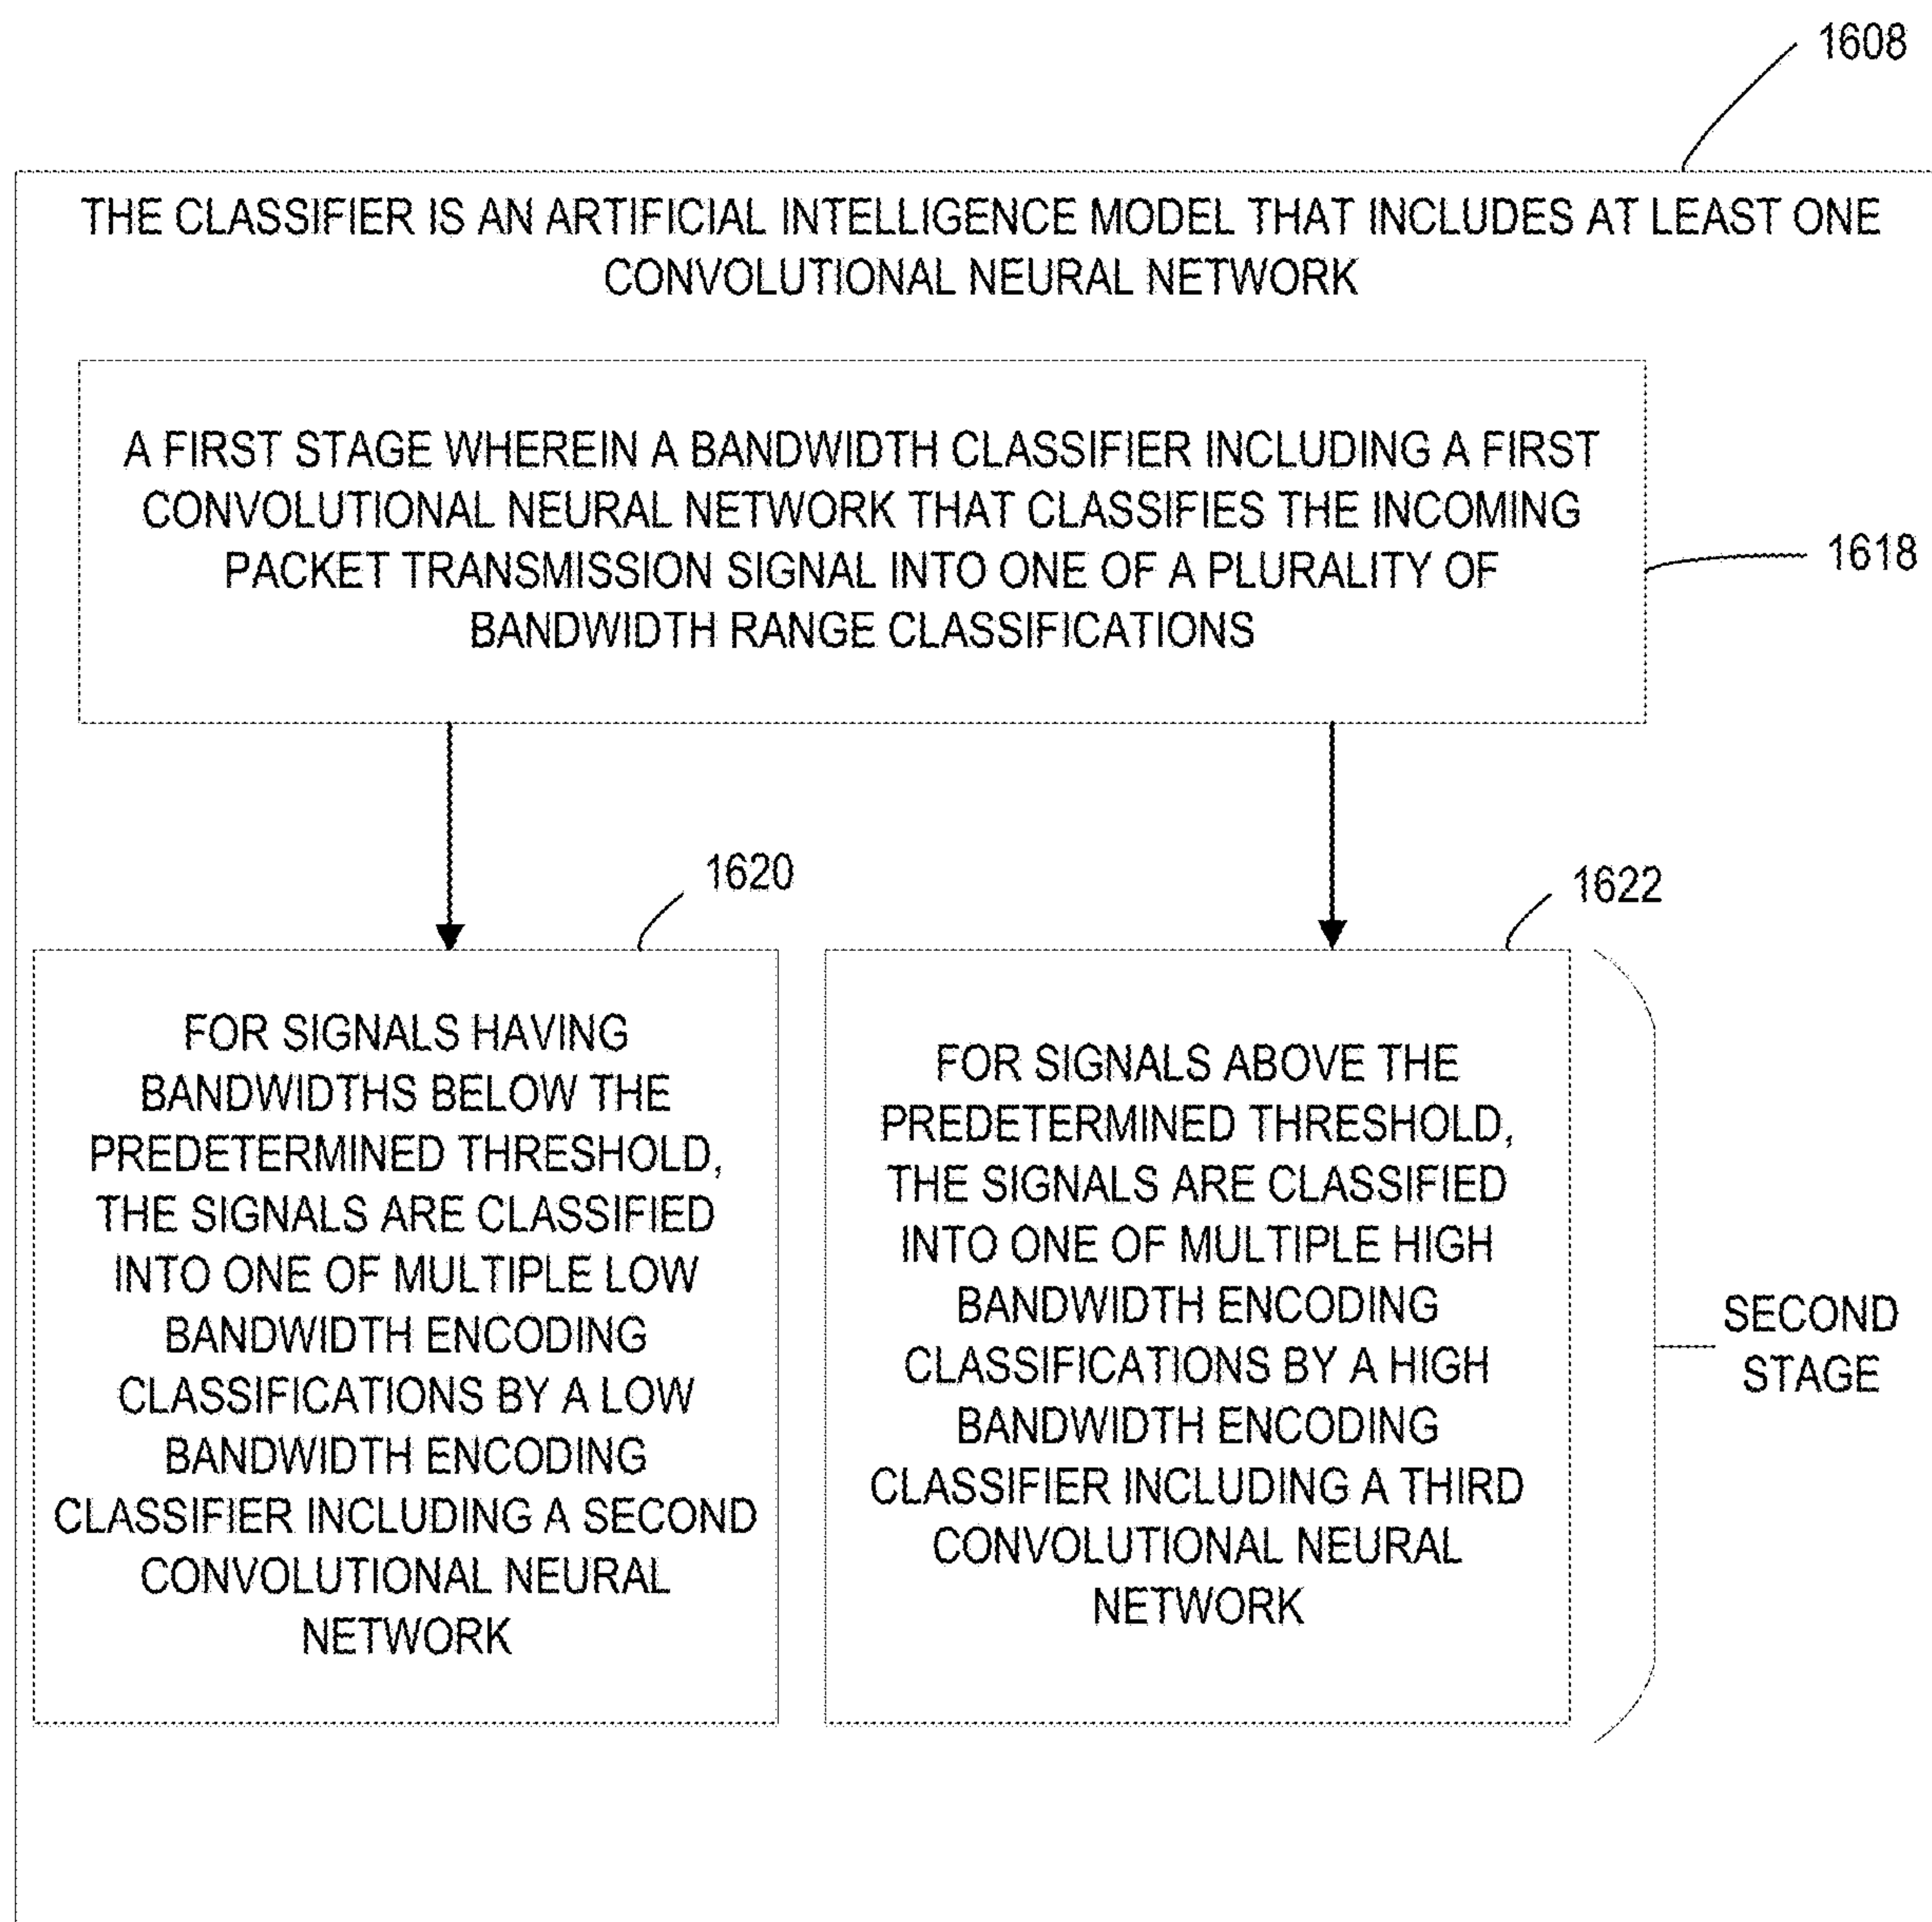 1608
THE CLASSIFIER IS AN ARTIFICIAL INTELLIGENCE MODEL THAT INCLUDES AT LEAST ONE
CONVOLUTIONAL NEURAL NETWORK
A FIRST STAGE WHEREIN A BANDWIDTH CLASSIFIER INCLUDING A FIRST
CONVOLUTIONAL NEURAL NETWORK THAT CLASSIFIES THE INCOMING
PACKET TRANSMISSION SIGNAL INTO ONE OF A PLURALITY OF
BANDWIDTH RANGE CLASSIFICATIONS
1618
1620
FOR SIGNALS HAVING
BANDWIDTHS BELOW THE
PREDETERMINED THRESHOLD,
THE SIGNALS ARE CLASSIFIED
INTO ONE OF MULTIPLE LOW
BANDWIDTH ENCODING
CLASSIFICATIONS BY A LOW
BANDWIDTH ENCODING
CLASSIFIER INCLUDING A SECOND
CONVOLUTIONAL NEURAL
NETWORK
1622
FOR SIGNALS ABOVE THE
PREDETERMINED THRESHOLD,
THE SIGNALS ARE CLASSIFIED
INTO ONE OF MULTIPLE HIGH
BANDWIDTH ENCODING
CLASSIFICATIONS BY A HIGH
BANDWIDTH ENCODING
CLASSIFIER INCLUDING A THIRD
CONVOLUTIONAL NEURAL
NETWORK
SECOND
STAGE